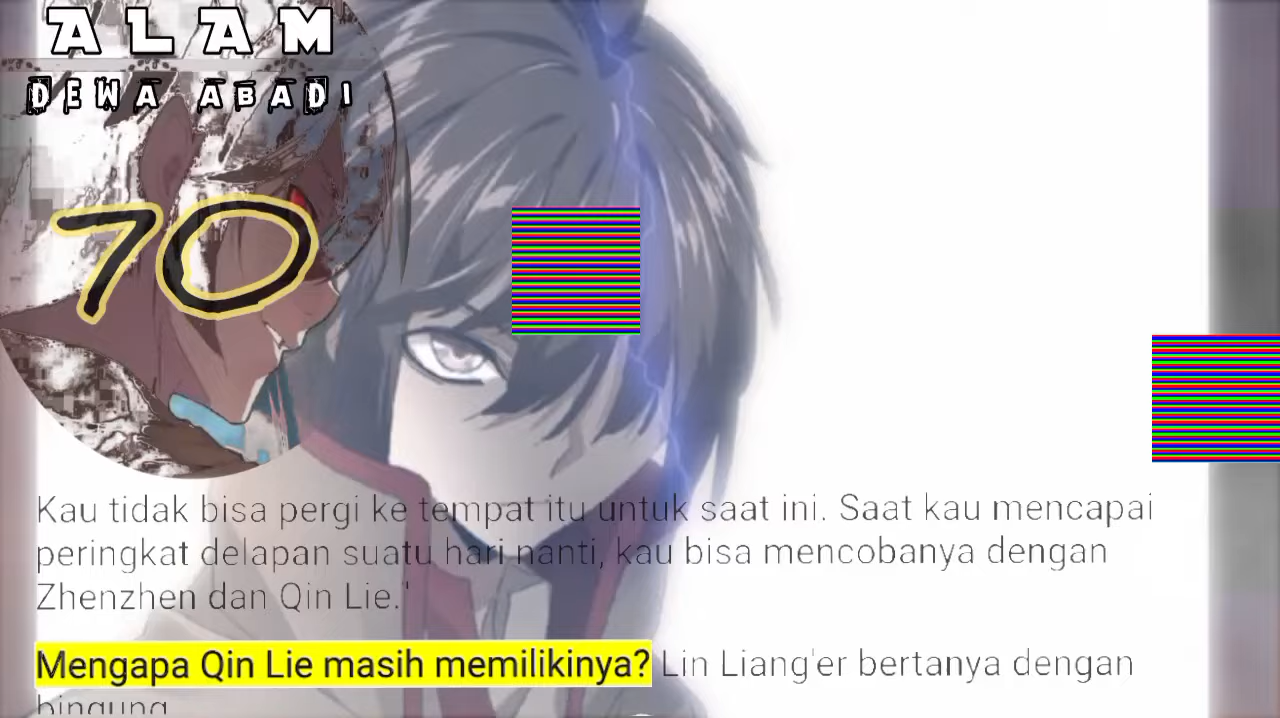 ALAM
DEWA ABADI
70
Kau tidak bisa pergi ke tempat itu untuk saat ini. Saat kau mencapai
peringkat delapan suatu hari nanti, kau bisa mencobanya dengan
Zhenzhen dan Qin Lie.'
Mengapa Qin Lie masih memilikinya? Lin Liang'er bertanya dengan
bingung